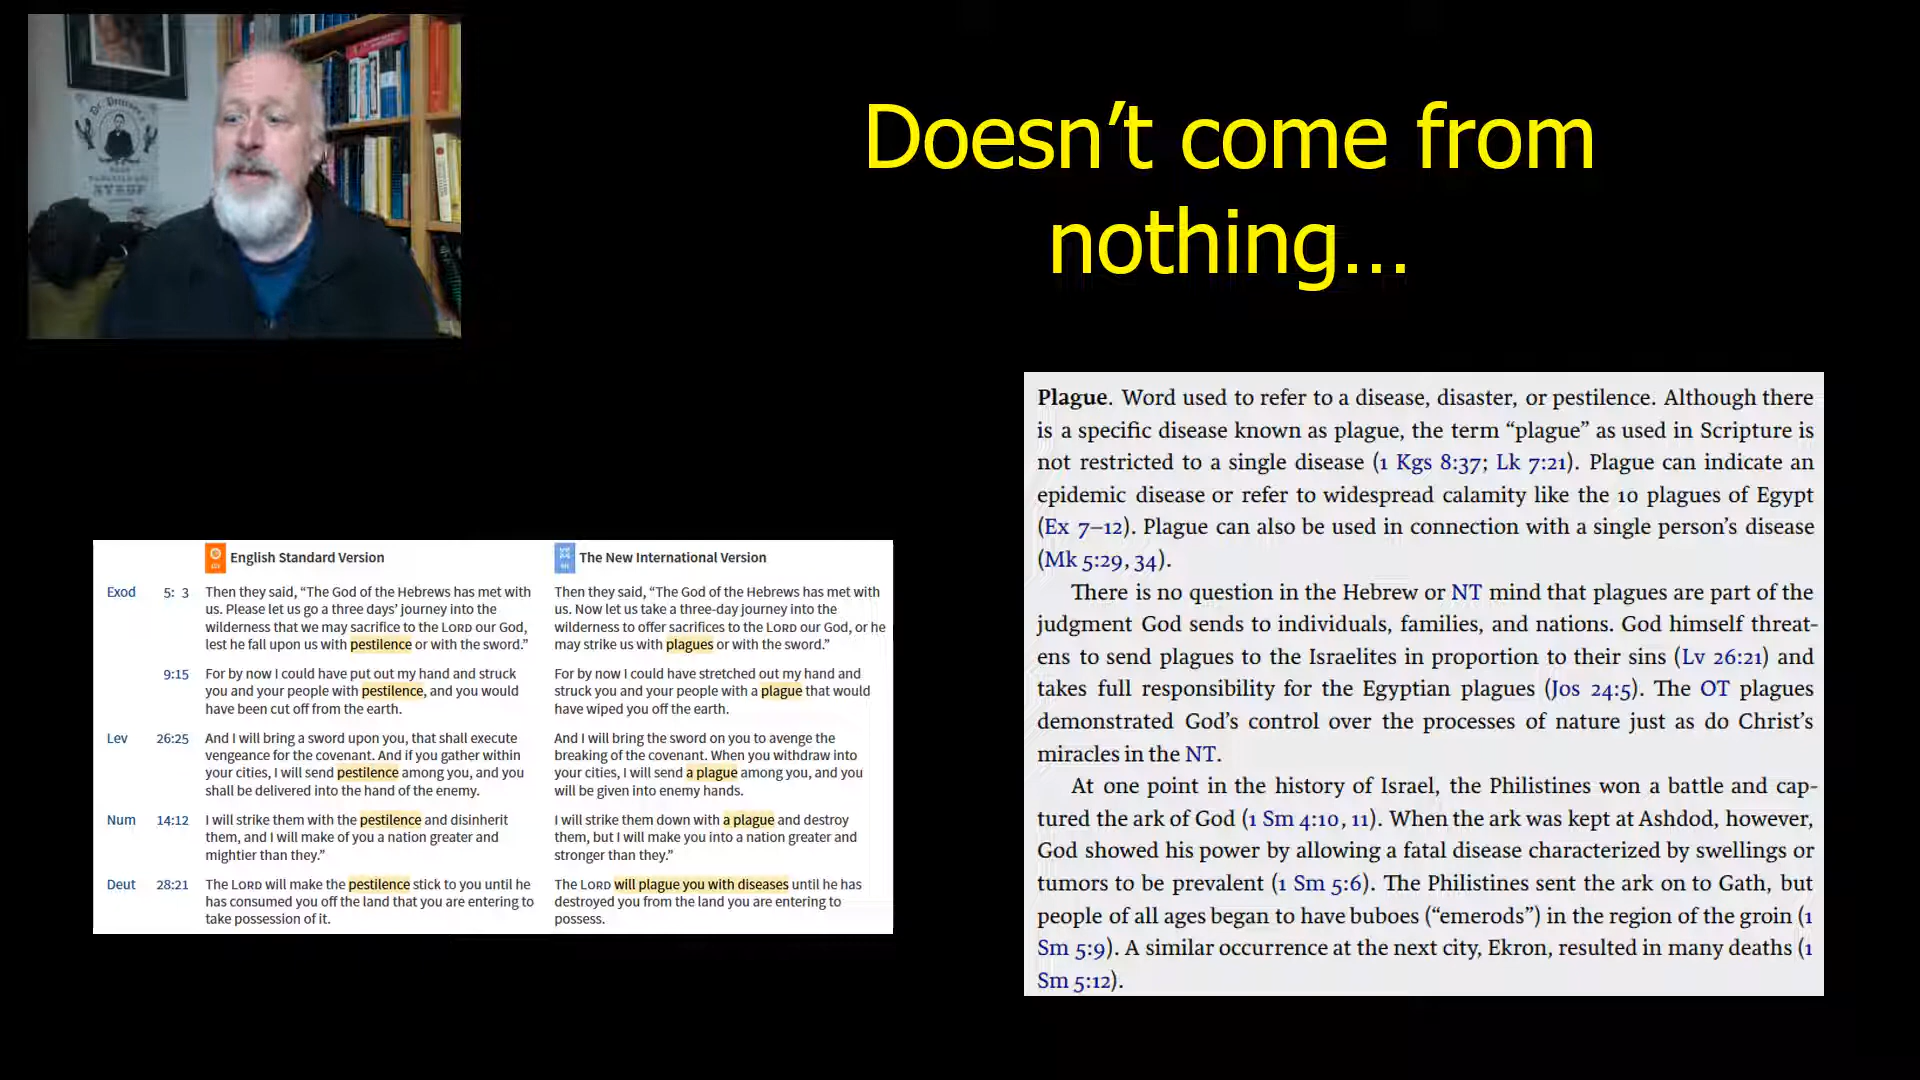 Dr. Petersen's
SYRUP
Doesn’t come from
nothing…
English Standard Version
The New International Version
Exod 5: 3 Then they said, “The God of the Hebrews has met with
us. Please let us go a three days’ journey into the
wilderness that we may sacrifice to the LORD our God,
lest he fall upon us with pestilence or with the sword.”
Then they said, “The God of the Hebrews has met with
us. Now let us take a three-day journey into the
wilderness to offer sacrifices to the LORD our God, or he
may strike us with plagues or with the sword.”
9:15 For by now I could have put out my hand and struck
you and your people with pestilence, and you would
have been cut off from the earth.
For by now I could have stretched out my hand and
struck you and your people with a plague that would
have wiped you off the earth.
Lev 26:25 And I will bring a sword upon you, that shall execute
vengeance for the covenant. And if you gather within
your cities, I will send pestilence among you, and you
shall be delivered into the hand of the enemy.
And I will bring the sword on you to avenge the
breaking of the covenant. When you withdraw into
your cities, I will send a plague among you, and you
will be given into enemy hands.
Num 14:12 I will strike them with the pestilence and disinherit
them, and I will make of you a nation greater and
mightier than they.”
I will strike them down with a plague and destroy
them, but I will make you into a nation greater and
stronger than they.”
Deut 28:21 The LORD will make the pestilence stick to you until he
has consumed you off the land that you are entering to
take possession of it.
The LORD will plague you with diseases until he has
destroyed you from the land you are entering to
possess.
Plague. Word used to refer to a disease, disaster, or pestilence. Although there
is a specific disease known as plague, the term “plague” as used in Scripture is
not restricted to a single disease (1 Kgs 8:37; Lk 7:21). Plague can indicate an
epidemic disease or refer to widespread calamity like the 10 plagues of Egypt
(Ex 7–12). Plague can also be used in connection with a single person’s disease
(Mk 5:29, 34).
There is no question in the Hebrew or NT mind that plagues are part of the
judgment God sends to individuals, families, and nations. God himself threat-
ens to send plagues to the Israelites in proportion to their sins (Lv 26:21) and
takes full responsibility for the Egyptian plagues (Jos 24:5). The OT plagues
demonstrated God’s control over the processes of nature just as do Christ’s
miracles in the NT.
At one point in the history of Israel, the Philistines won a battle and cap-
tured the ark of God (1 Sm 4:10, 11). When the ark was kept at Ashdod, however,
God showed his power by allowing a fatal disease characterized by swellings or
tumors to be prevalent (1 Sm 5:6). The Philistines sent the ark on to Gath, but
people of all ages began to have buboes (“emerods”) in the region of the groin (1
Sm 5:9). A similar occurrence at the next city, Ekron, resulted in many deaths (1
Sm 5:12).